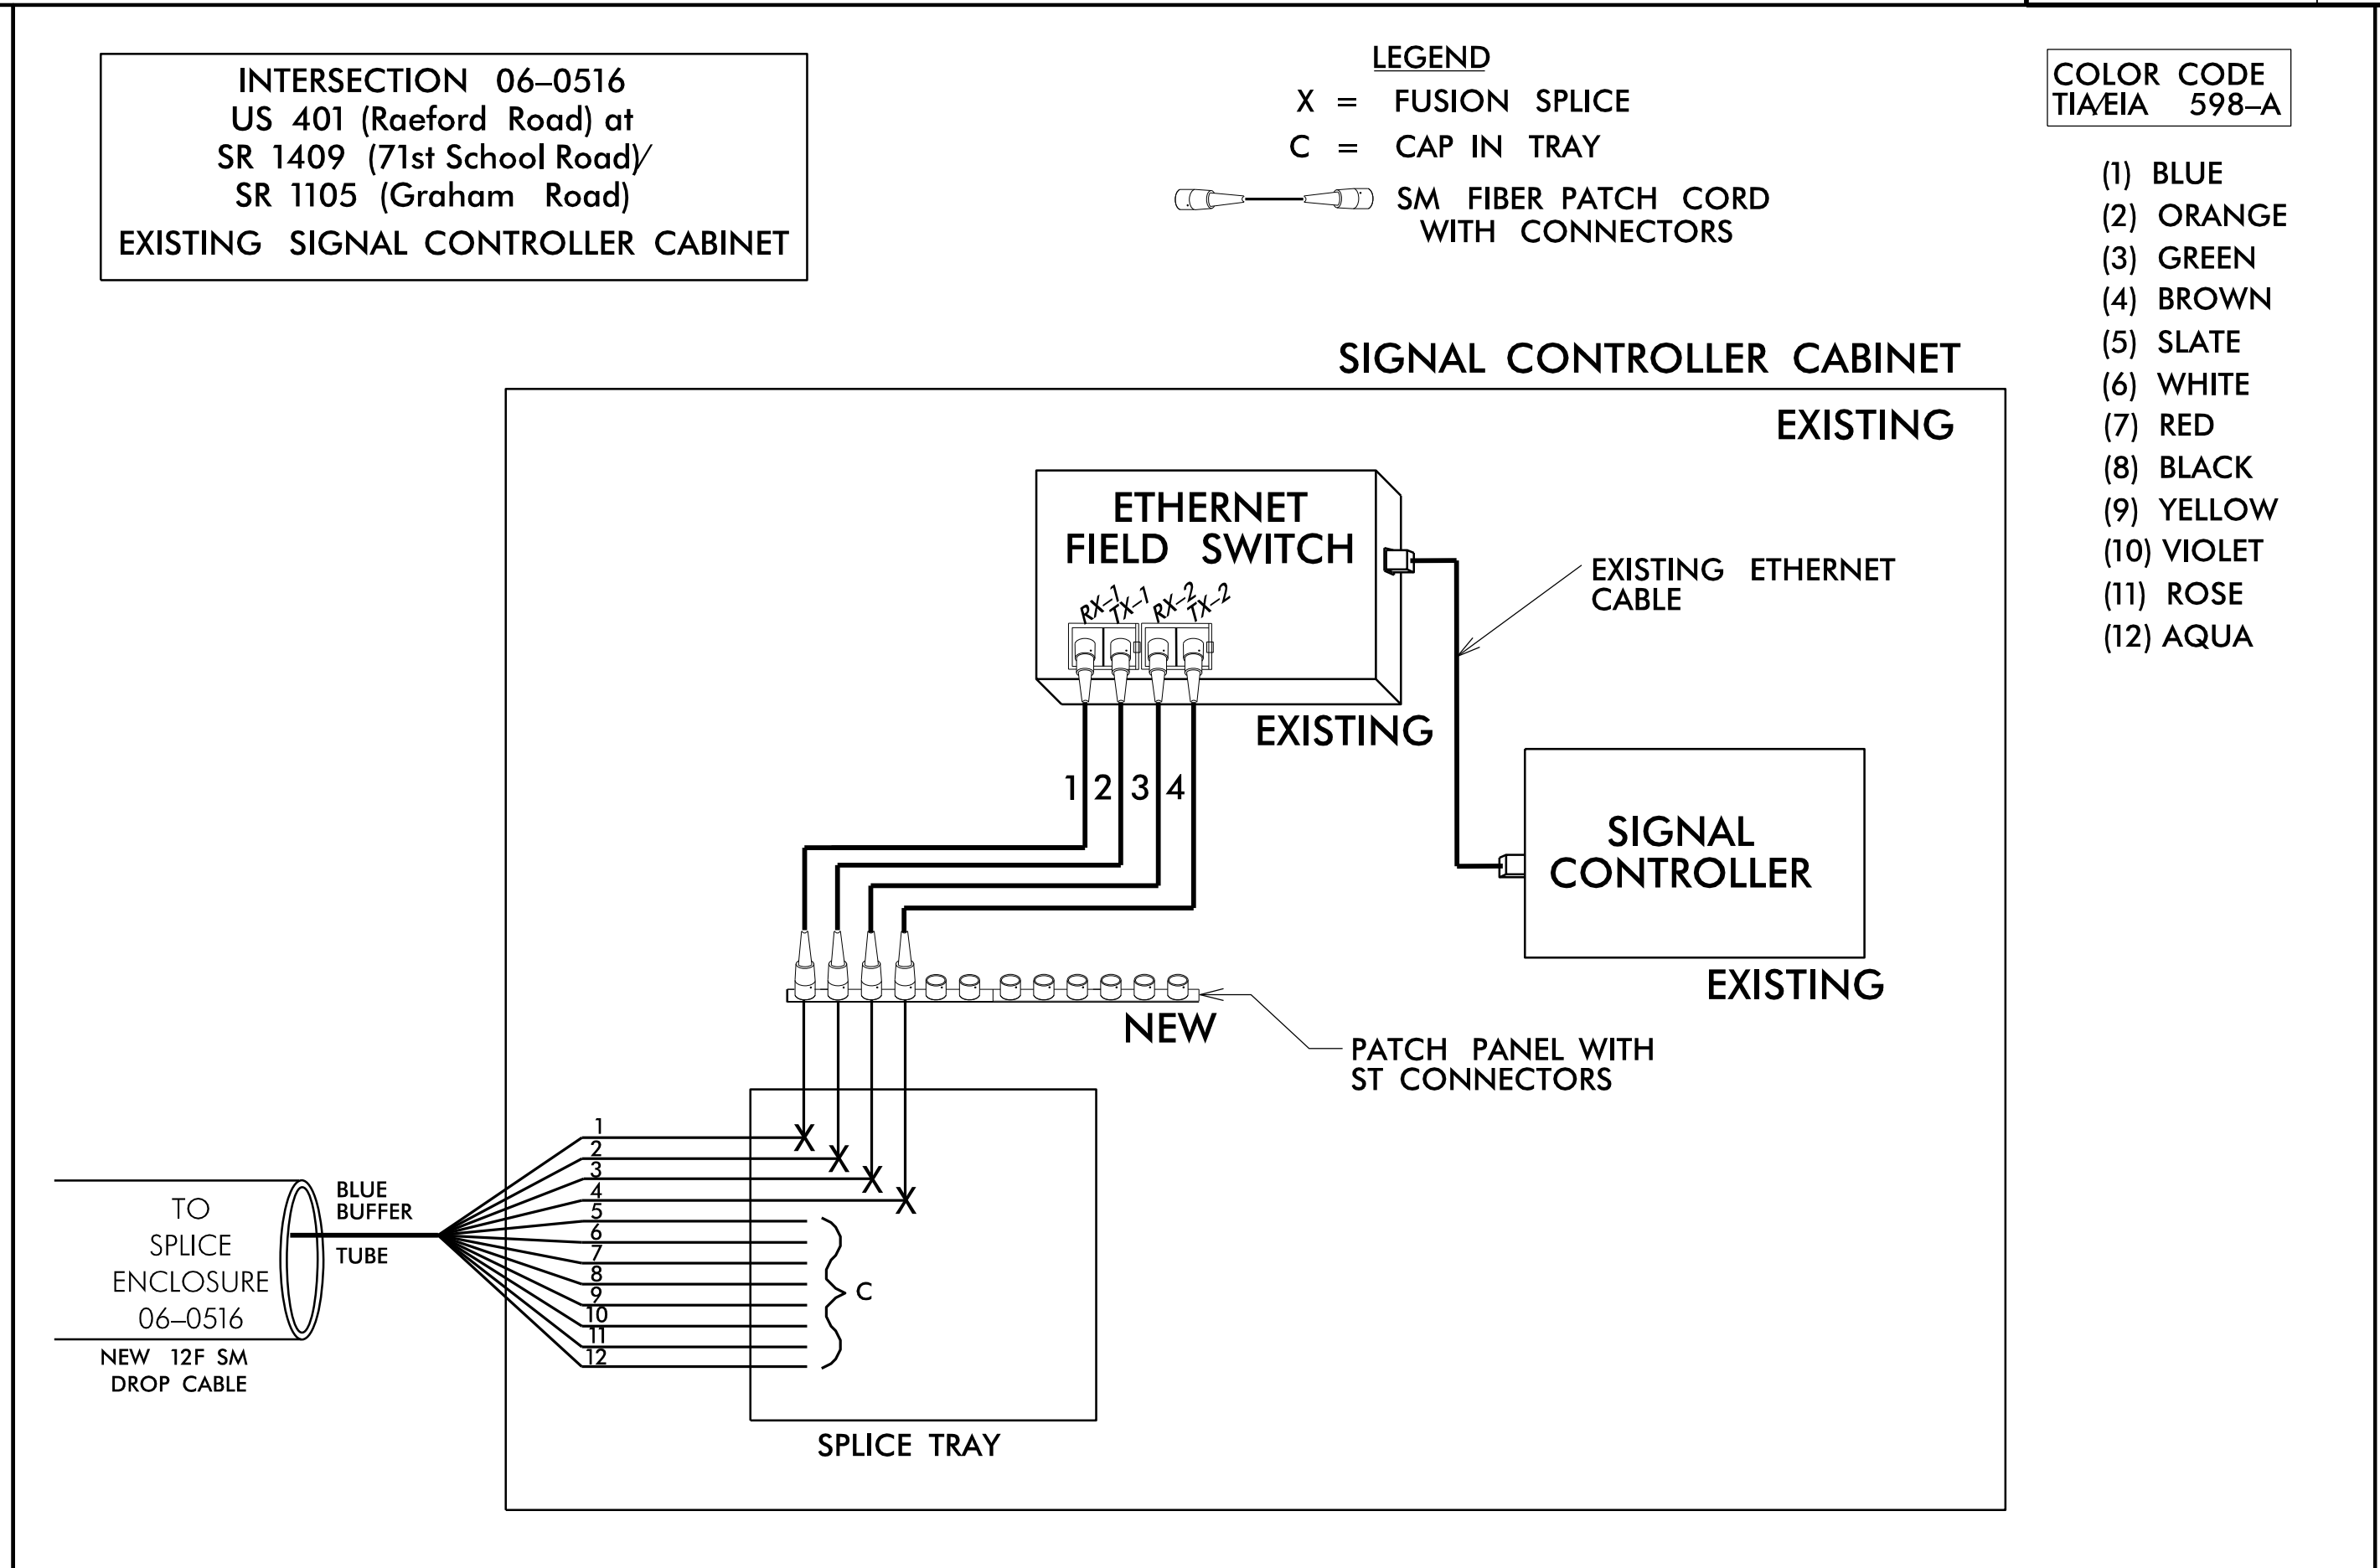 INTERSECTION 06-0516
US 401 (Raeford Road) at
SR 1409 (71st School Road)/
SR 1105 (Graham Road)
EXISTING SIGNAL CONTROLLER CABINET
LEGEND
X = FUSION SPLICE
C = CAP IN TRAY
SM FIBER PATCH CORD
WITH CONNECTORS
COLOR CODE
TIA/EIA 598-A
(1) BLUE
(2) ORANGE
(3) GREEN
(4) BROWN
(5) SLATE
(6) WHITE
(7) RED
(8) BLACK
(9) YELLOW
(10) VIOLET
(11) ROSE
(12) AQUA
SIGNAL CONTROLLER CABINET
EXISTING
ETHERNET
FIELD SWITCH
RX-1
TX-1
RX-2
TX-2
EXISTING
EXISTING ETHERNET
CABLE
1 2 3 4
SIGNAL
CONTROLLER
EXISTING
NEW
PATCH PANEL WITH
ST CONNECTORS
1
2
3
4
5
6
7
8
9
10
11
12
X
X
X
X
C
SPLICE TRAY
BLUE
BUFFER
TUBE
TO
SPLICE
ENCLOSURE
06-0516
NEW 12F SM
DROP CABLE